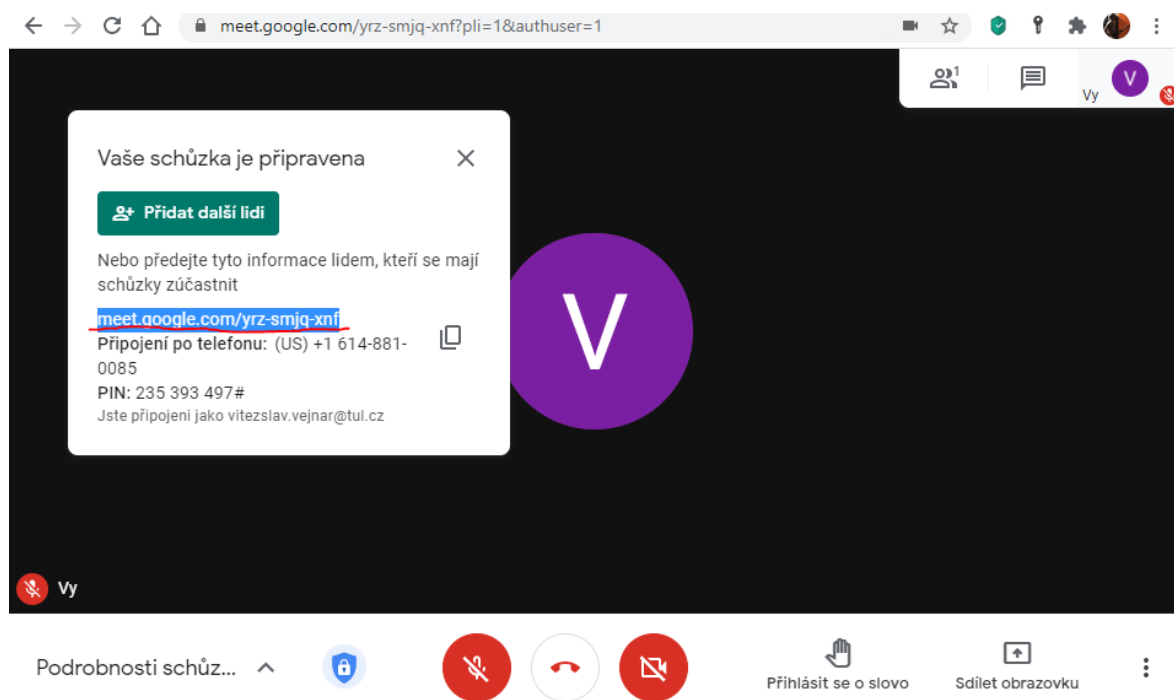 meet.google.com/yrz-smjq-xnf?pli=1&authuser=1
1
Vy
V
Vaše schůzka je připravena
Přidat další lidi
Nebo předejte tyto informace lidem, kteří se mají
schůzky zúčastnit
meet.google.com/yrz-smjq-xnf
Připojení po telefonu: (US) +1 614-881-
0085
PIN: 235 393 497#
Jste připojeni jako vitezslav.vejnar@tul.cz
V
Vy
Podrobnosti schůz...
Přihlásit se o slovo
Sdílet obrazovku